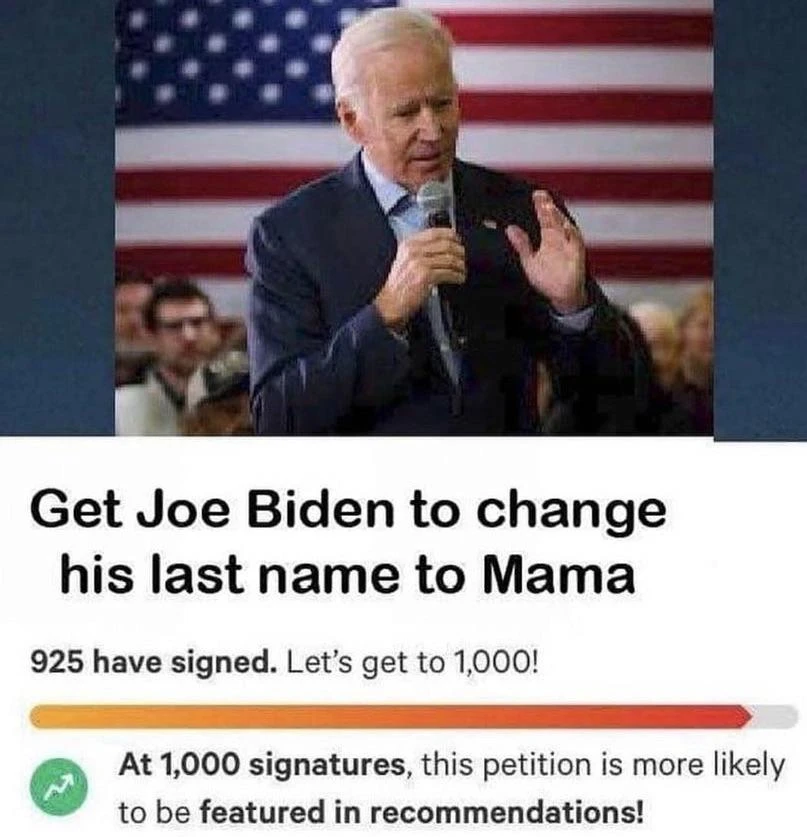 Get Joe Biden to change
his last name to Mama
925 have signed. Let's get to 1,000!
At 1,000 signatures, this petition is more likely
to be featured in recommendations!